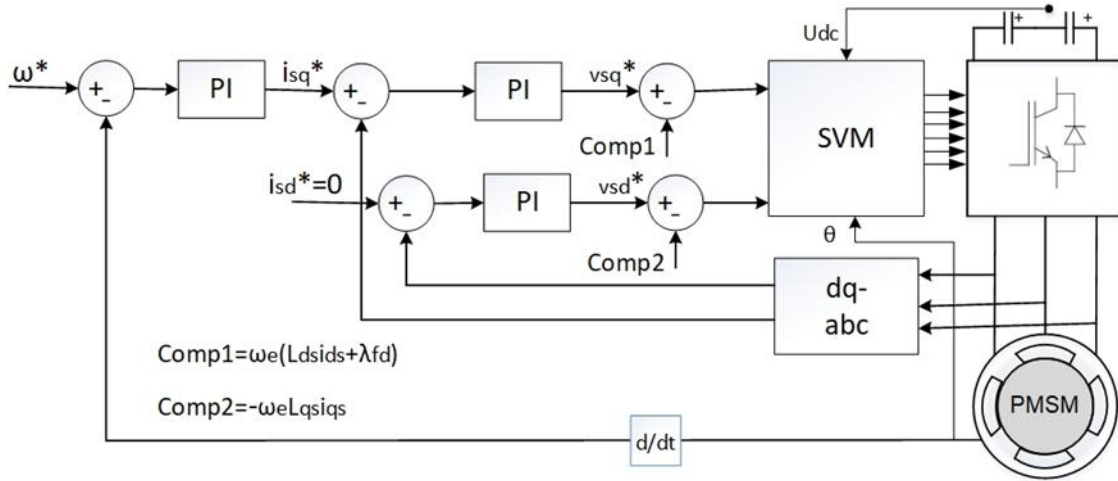 Udc
+ +
ω* + - PI isq* + - PI vsq* + -
Comp1
SVM
isd*=0 + - PI vsd* + -
Comp2
θ
dq-
abc
Comp1=ωe(Ldsids+λfd)
Comp2=-ωeLqsiqs
PMSM
d/dt